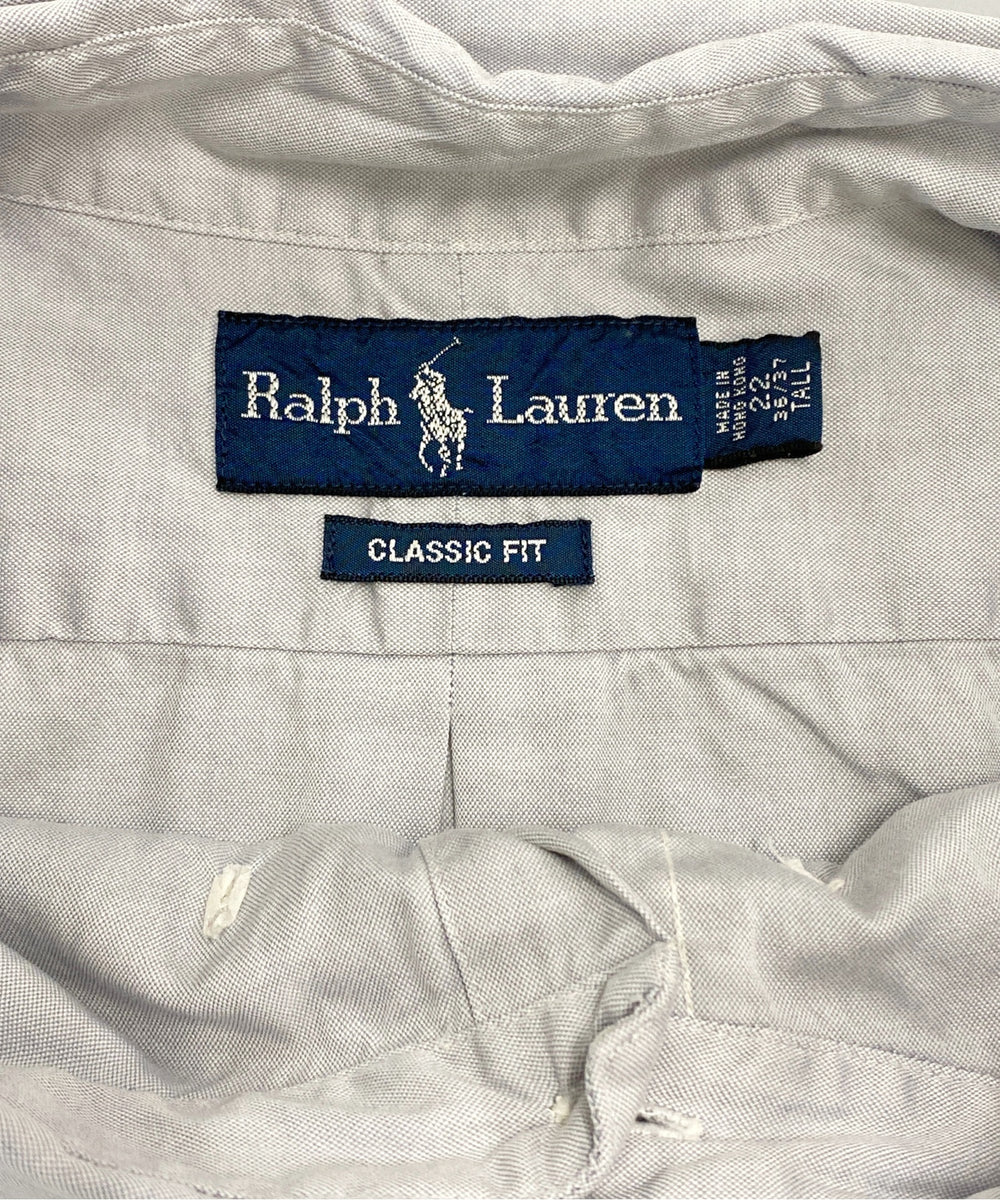 Ralph Lauren
MADE IN
HONG KONG
22
36/37
TALL
CLASSIC FIT